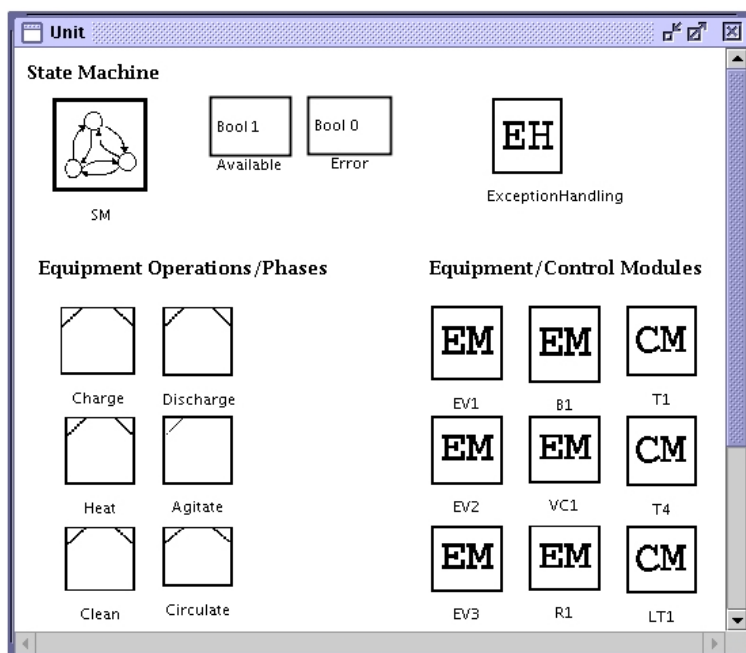 Unit
State Machine
Bool 1
Bool 0
EH
Available
Error
ExceptionHandling
SM
Equipment Operations/Phases
Equipment/Control Modules
EM
EM
CM
Charge
Discharge
EV1
B1
T1
EM
EM
CM
Heat
Agitate
EV2
VC1
T4
EM
EM
CM
Clean
Circulate
EV3
R1
LT1